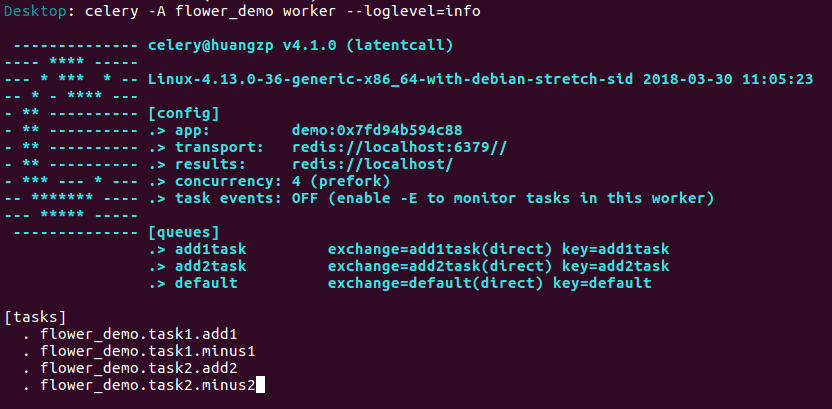 Desktop: celery -A flower_demo worker --loglevel=info
 -------------- celery@huangzp v4.1.0 (latentcall)
---- **** -----
--- * ***  * -- Linux-4.13.0-36-generic-x86_64-with-debian-stretch-sid 2018-03-30 11:05:23
-- * - **** ---
- ** ---------- [config]
- ** ---------- .> app:         demo:0x7fd94b594c88
- ** ---------- .> transport:   redis://localhost:6379//
- ** ---------- .> results:     redis://localhost/
- *** --- * --- .> concurrency: 4 (prefork)
-- ******* ---- .> task events: OFF (enable -E to monitor tasks in this worker)
--- ***** -----
 -------------- [queues]
                .> add1task         exchange=add1task(direct) key=add1task
                .> add2task         exchange=add2task(direct) key=add2task
                .> default          exchange=default(direct) key=default
[tasks]
  . flower_demo.task1.add1
  . flower_demo.task1.minus1
  . flower_demo.task2.add2
  . flower_demo.task2.minus2